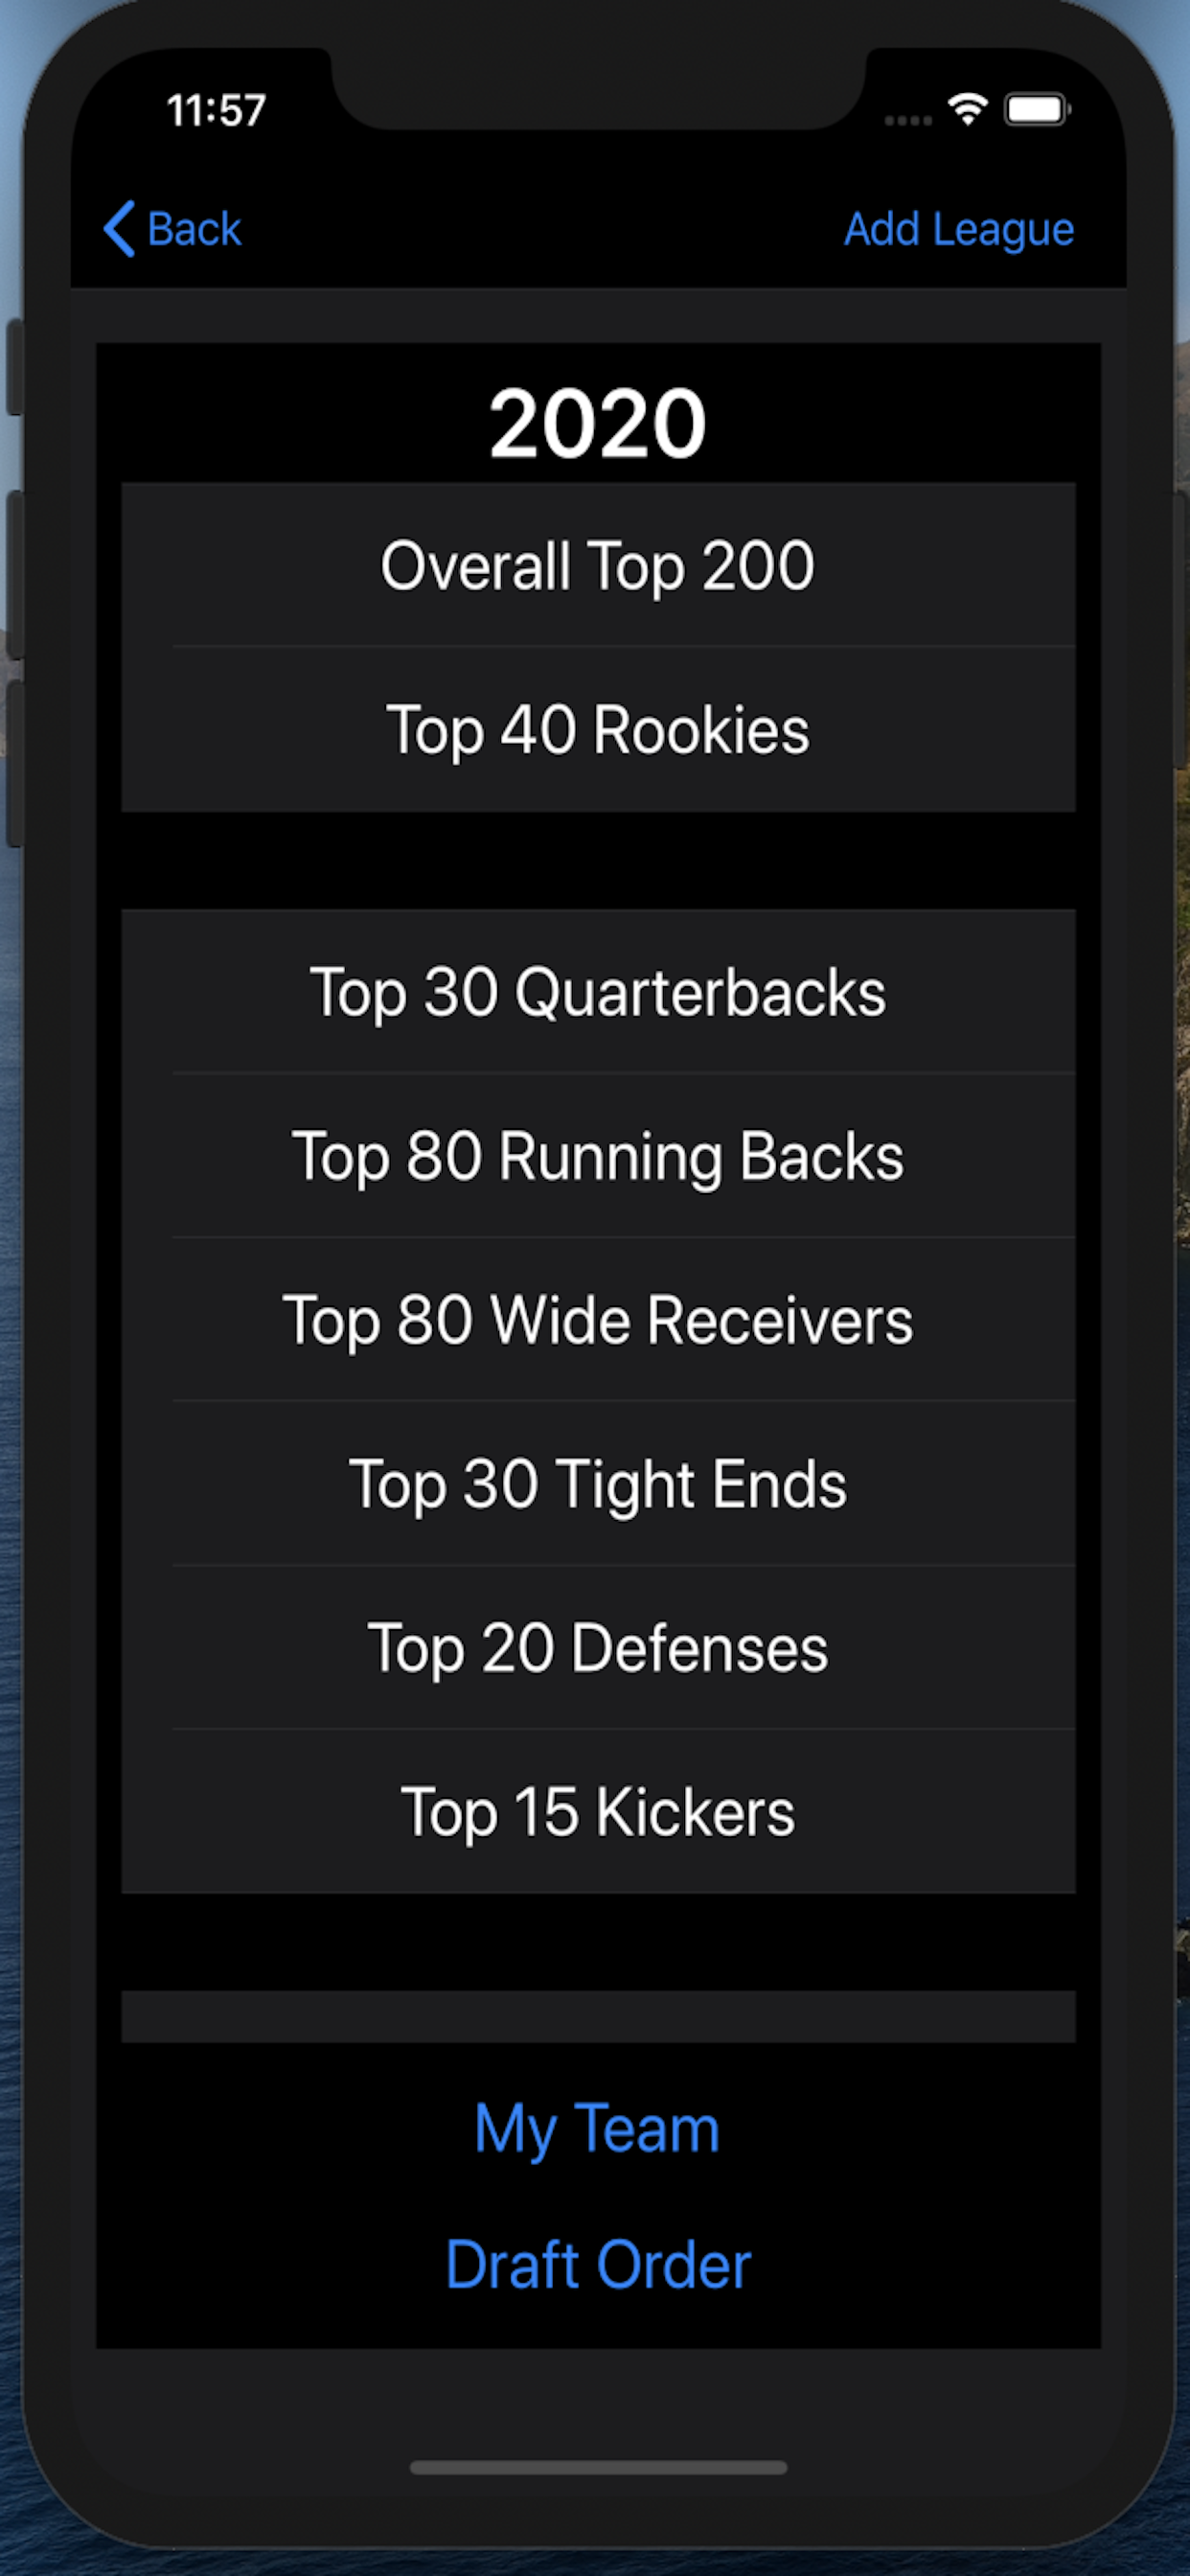 11:57
Back
Add League
2020
Overall Top 200
Top 40 Rookies
Top 30 Quarterbacks
Top 80 Running Backs
Top 80 Wide Receivers
Top 30 Tight Ends
Top 20 Defenses
Top 15 Kickers
My Team
Draft Order